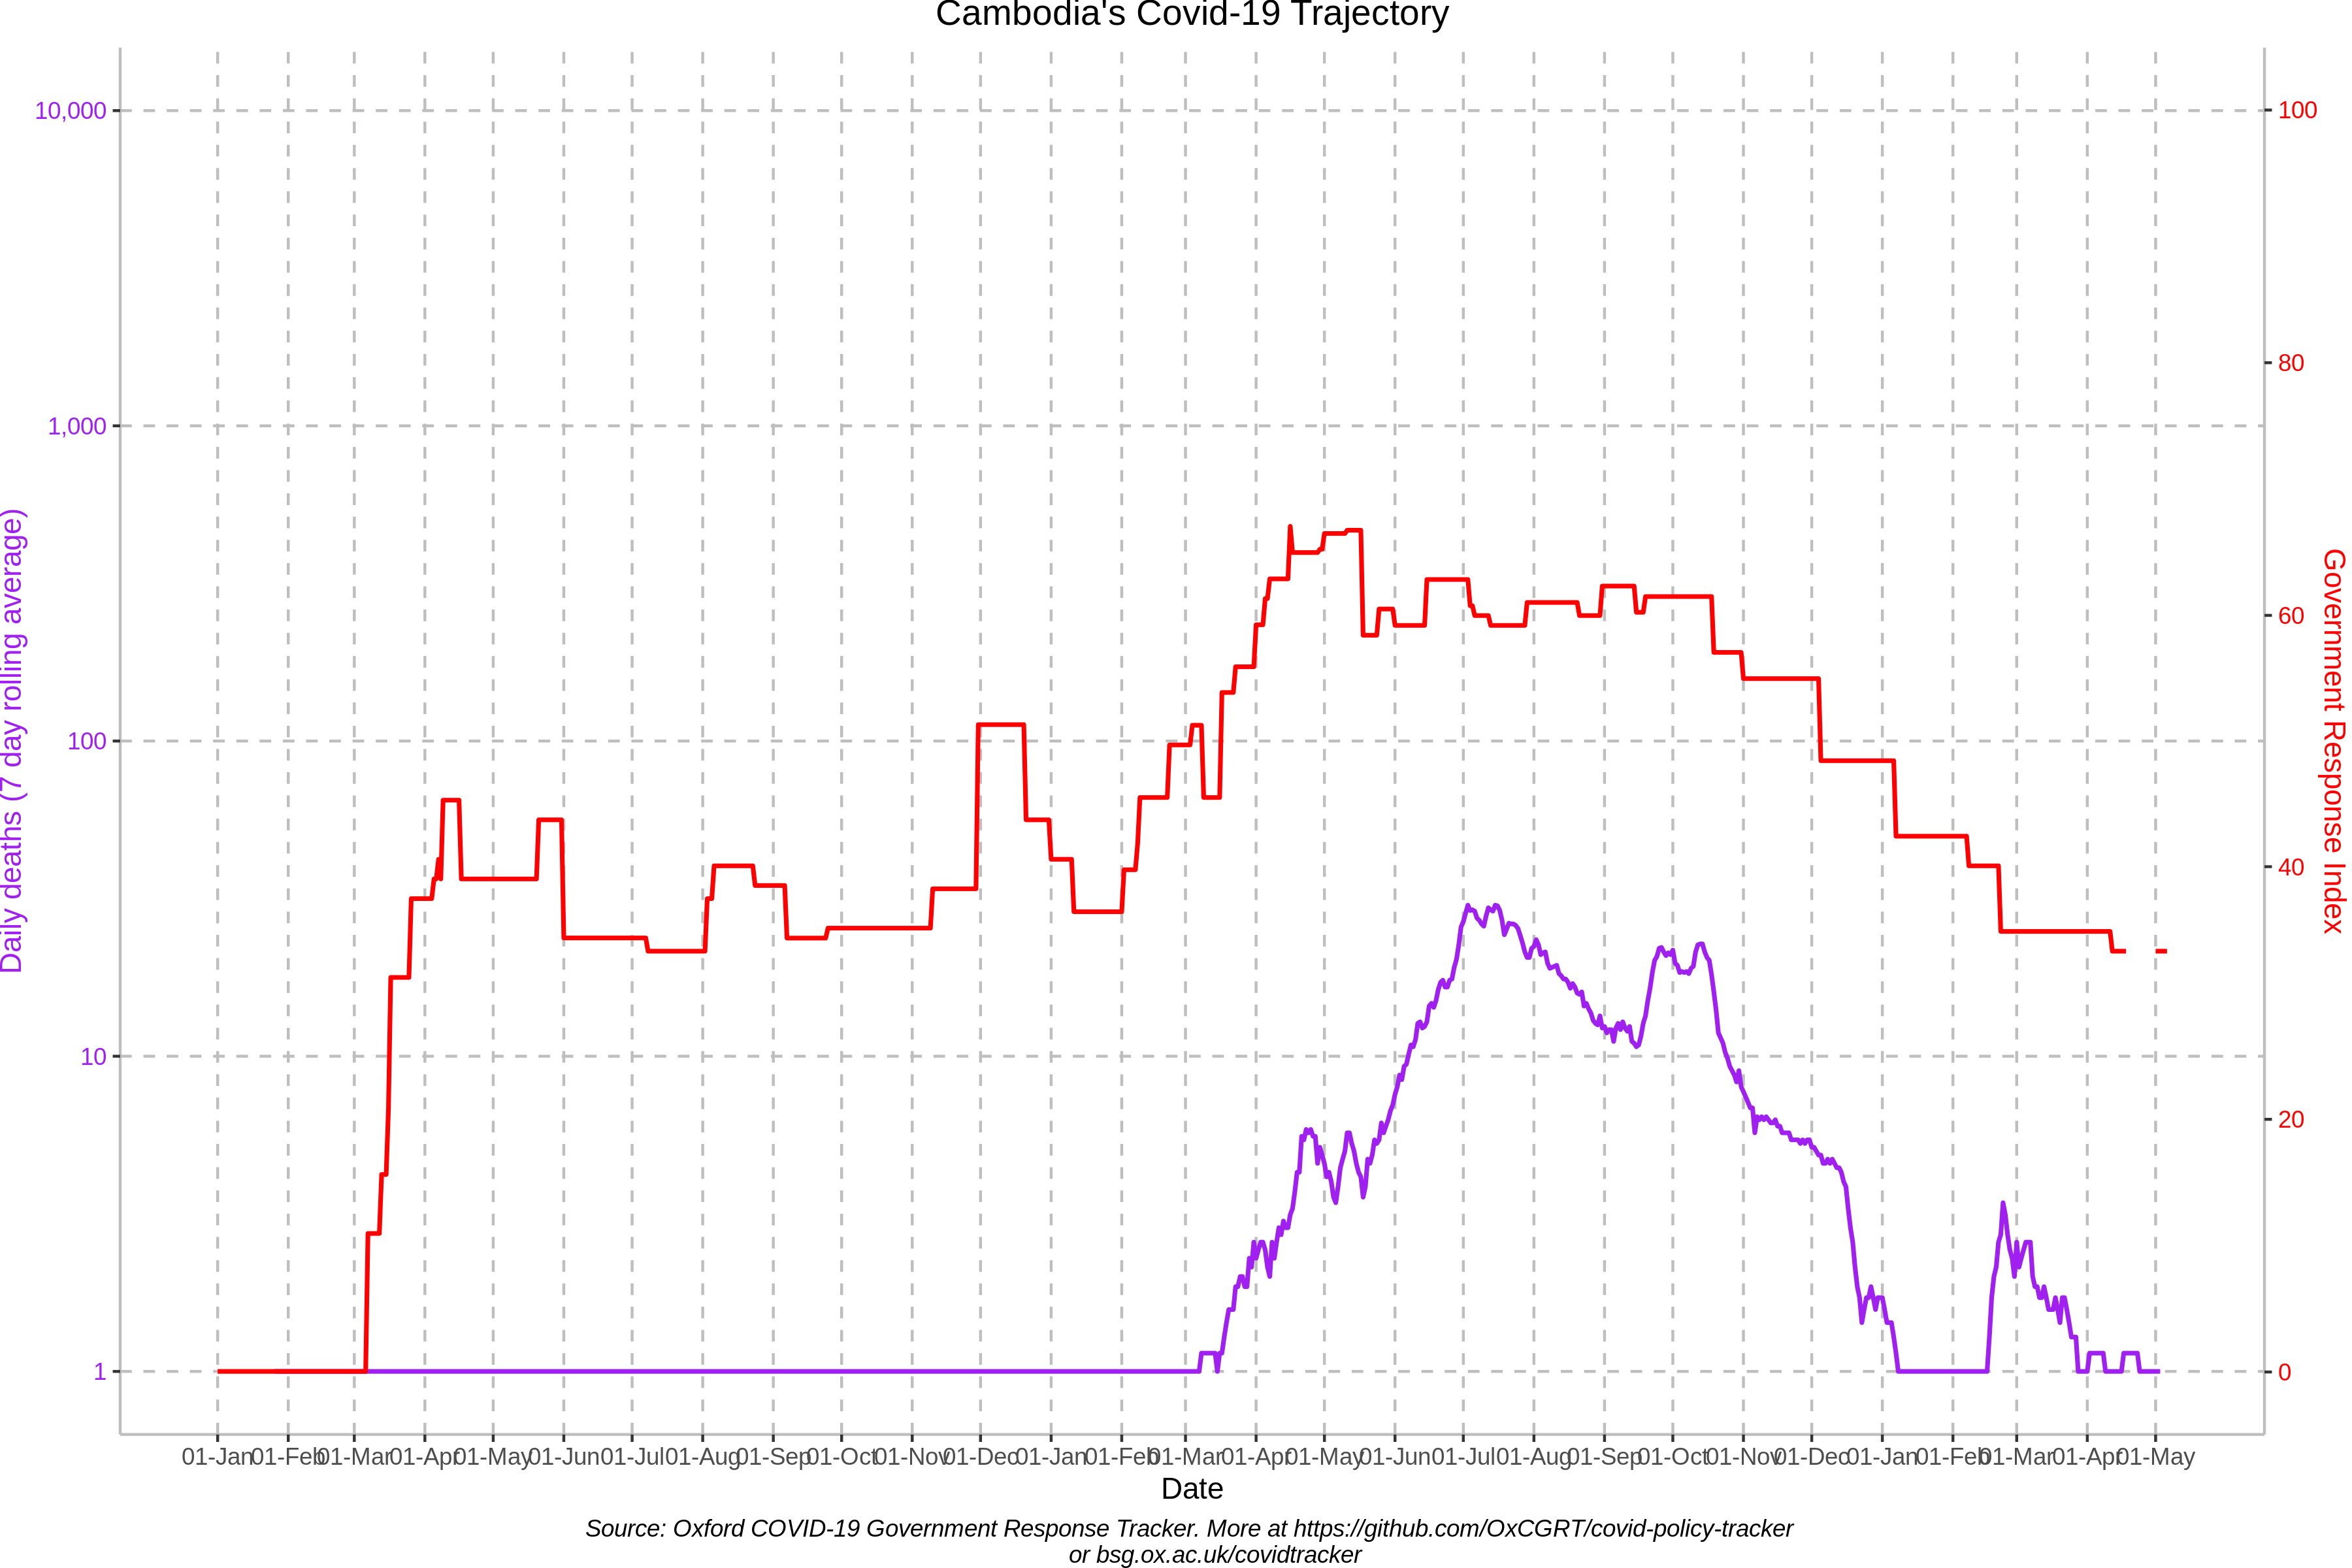 Cambodia's Covid-19 Trajectory
Daily deaths (7 day rolling average)
10,000
1,000
100
10
1
Government Response Index
100
80
60
40
20
0
01-Jan 01-Feb 01-Mar 01-Apr 01-May 01-Jun 01-Jul 01-Aug 01-Sep 01-Oct 01-Nov 01-Dec 01-Jan 01-Feb 01-Mar 01-Apr 01-May 01-Jun 01-Jul 01-Aug 01-Sep 01-Oct 01-Nov 01-Dec 01-Jan 01-Feb 01-Mar 01-Apr 01-May
Date
Source: Oxford COVID-19 Government Response Tracker. More at https://github.com/OxCGRT/covid-policy-tracker
or bsg.ox.ac.uk/covidtracker